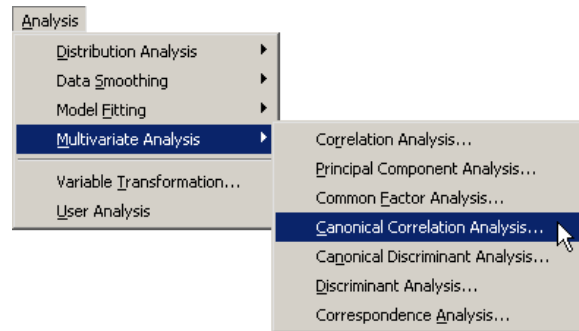 Analysis
Distribution Analysis
Data Smoothing
Model Fitting
Multivariate Analysis
Variable Transformation...
User Analysis
Correlation Analysis...
Principal Component Analysis...
Common Factor Analysis...
Canonical Correlation Analysis...
Canonical Discriminant Analysis...
Discriminant Analysis...
Correspondence Analysis...